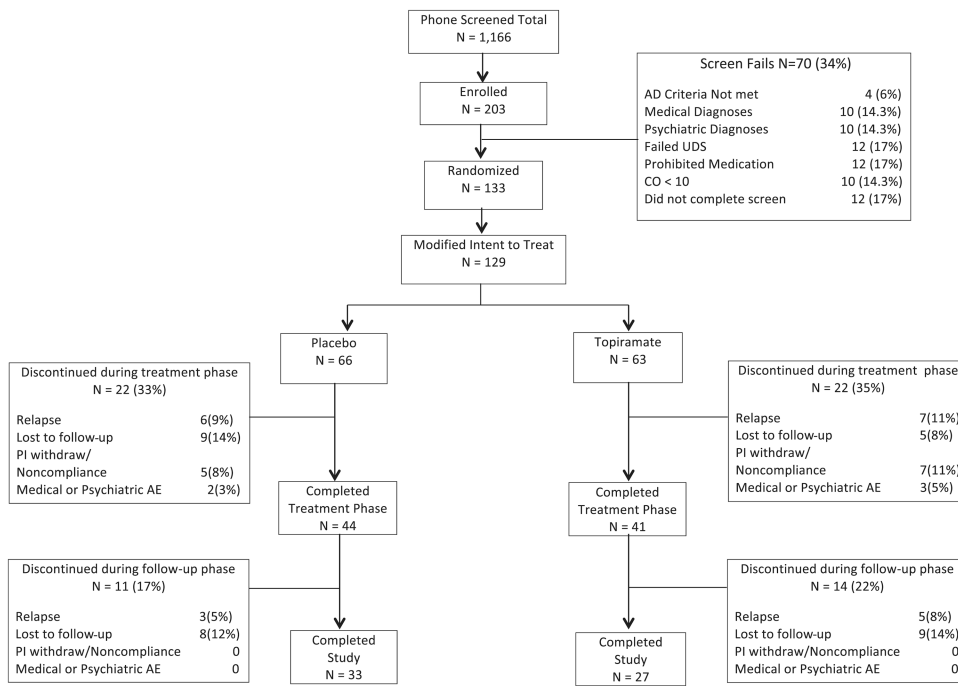 Phone Screened Total
N = 1,166
Screen Fails N=70 (34%)
AD Criteria Not met 4 (6%)
Medical Diagnoses 10 (14.3%)
Psychiatric Diagnoses 10 (14.3%)
Failed UDS 12 (17%)
Prohibited Medication 12 (17%)
CO < 10 10 (14.3%)
Did not complete screen 12 (17%)
Enrolled
N = 203
Randomized
N = 133
Modified Intent to Treat
N = 129
Placebo
N = 66
Topiramate
N = 63
Discontinued during treatment phase
N = 22 (33%)
Relapse 6(9%)
Lost to follow-up 9(14%)
PI withdraw/
Noncompliance 5(8%)
Medical or Psychiatric AE 2(3%)
Discontinued during treatment phase
N = 22 (35%)
Relapse 7(11%)
Lost to follow-up 5(8%)
PI withdraw/
Noncompliance 7(11%)
Medical or Psychiatric AE 3(5%)
Completed
Treatment Phase
N = 44
Completed
Treatment Phase
N = 41
Discontinued during follow-up phase
N = 11 (17%)
Relapse 3(5%)
Lost to follow-up 8(12%)
PI withdraw/Noncompliance 0
Medical or Psychiatric AE 0
Discontinued during follow-up phase
N = 14 (22%)
Relapse 5(8%)
Lost to follow-up 9(14%)
PI withdraw/Noncompliance 0
Medical or Psychiatric AE 0
Completed
Study
N = 33
Completed
Study
N = 27